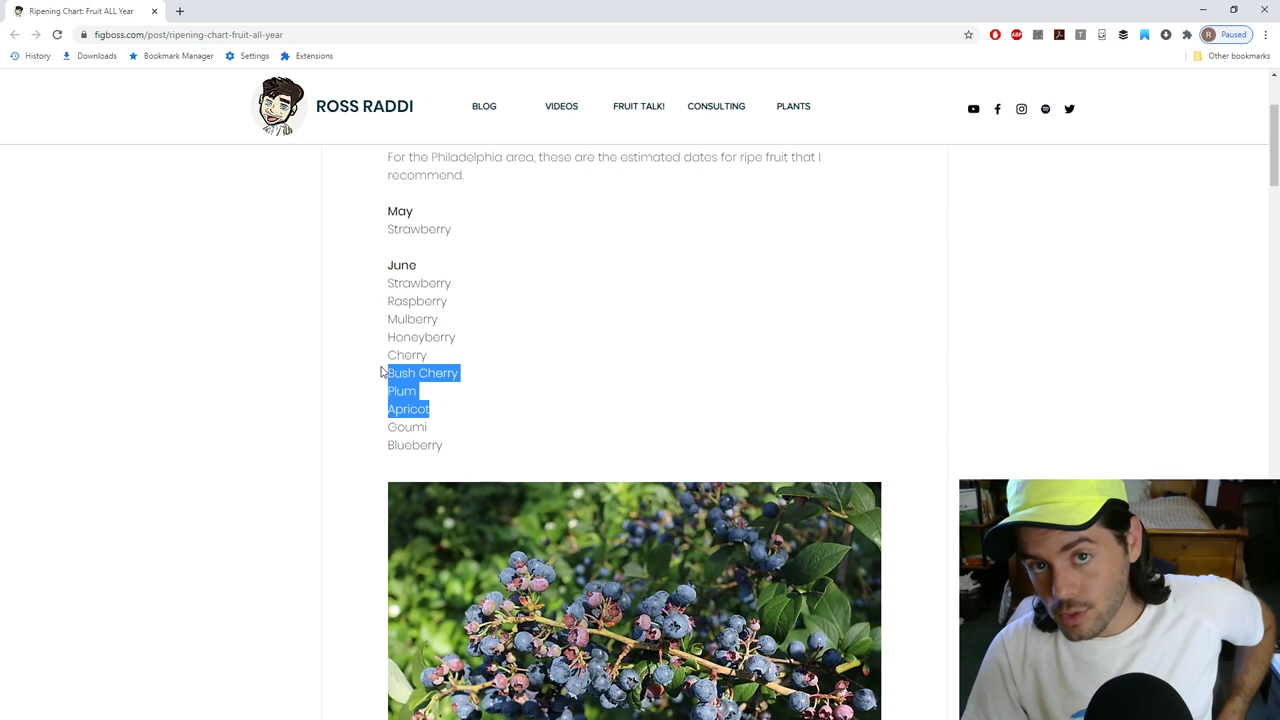 Ripening Chart: Fruit ALL Year
figboss.com/post/ripening-chart-fruit-all-year
R Paused
History Downloads Bookmark Manager Settings Extensions Other bookmarks
ROSS RADDI BLOG VIDEOS FRUIT TALK! CONSULTING PLANTS
For the Philadelphia area, these are the estimated dates for ripe fruit that I
recommend.
May
Strawberry
June
Strawberry
Raspberry
Mulberry
Honeyberry
Cherry
Bush Cherry
Plum
Apricot
Goumi
Blueberry